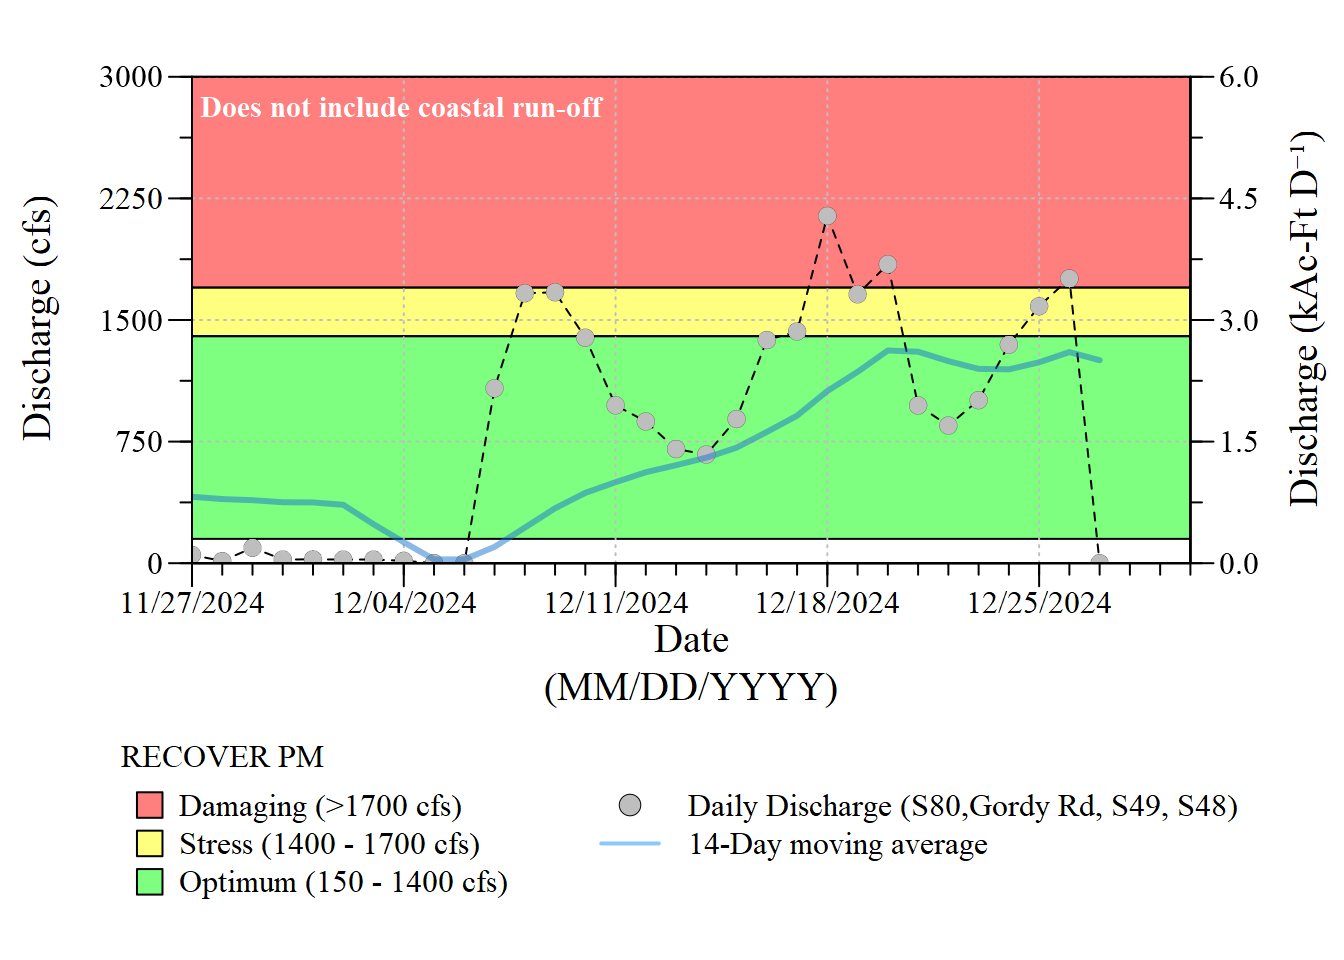 Does not include coastal run-off
3000
2250
1500
750
0
6.0
4.5
3.0
1.5
0.0
Discharge (cfs)
Discharge (kAc-Ft D⁻¹)
11/27/2024 12/04/2024 12/11/2024 12/18/2024 12/25/2024
Date
(MM/DD/YYYY)
RECOVER PM
Damaging (>1700 cfs)
Stress (1400 - 1700 cfs)
Optimum (150 - 1400 cfs)
Daily Discharge (S80,Gordy Rd, S49, S48)
14-Day moving average